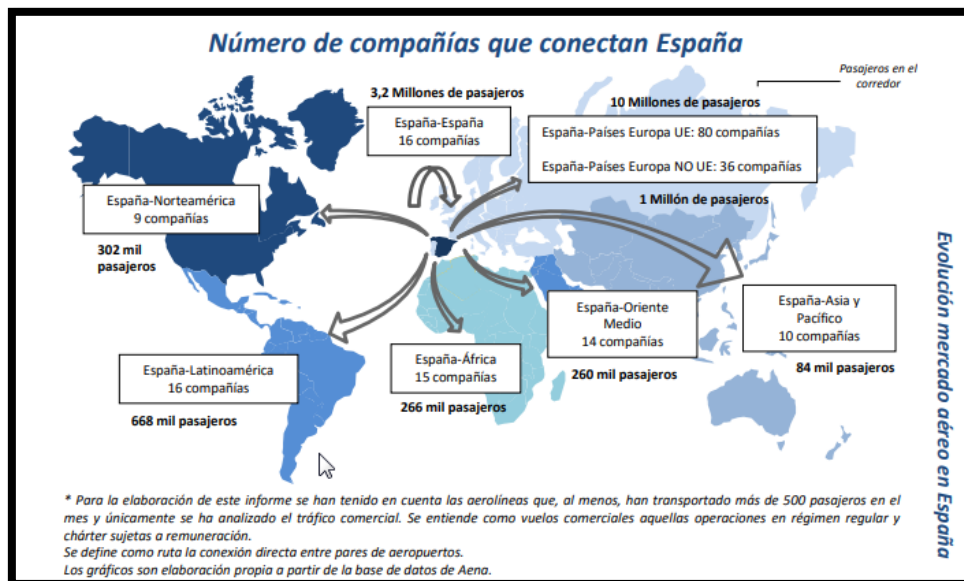 Número de compañías que conectan España
Pasajeros en el
corredor
3,2 Millones de pasajeros
España-España
16 compañías
10 Millones de pasajeros
España-Países Europa UE: 80 compañías
España-Países Europa NO UE: 36 compañías
1 Millón de pasajeros
España-Norteamérica
9 compañías
302 mil
pasajeros
España-Latinoamérica
16 compañías
668 mil pasajeros
España-África
15 compañías
266 mil pasajeros
España-Oriente
Medio
14 compañías
260 mil pasajeros
España-Asia y
Pacífico
10 compañías
84 mil pasajeros
Evolución mercado aéreo en España
* Para la elaboración de este informe se han tenido en cuenta las aerolíneas que, al menos, han transportado más de 500 pasajeros en el
mes y únicamente se ha analizado el tráfico comercial. Se entiende como vuelos comerciales aquellas operaciones en régimen regular y
chárter sujetas a remuneración.
Se define como ruta la conexión directa entre pares de aeropuertos.
Los gráficos son elaboración propia a partir de la base de datos de Aena.